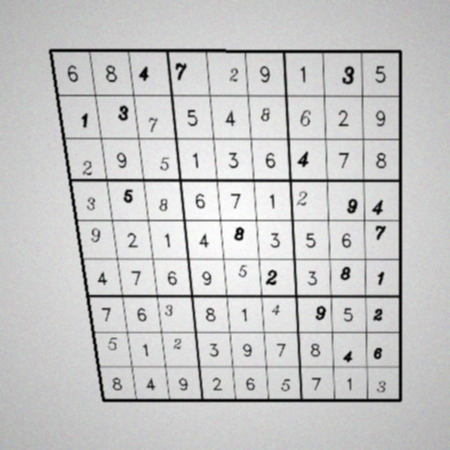 6 8 4 7 2 9 1 3 5
1 3 7 5 4 8 6 2 9
2 9 5 1 3 6 4 7 8
3 5 8 6 7 1 2 9 4
9 2 1 4 8 3 5 6 7
4 7 6 9 5 2 3 8 1
7 6 3 8 1 4 9 5 2
5 1 2 3 9 7 8 4 6
8 4 9 2 6 5 7 1 3